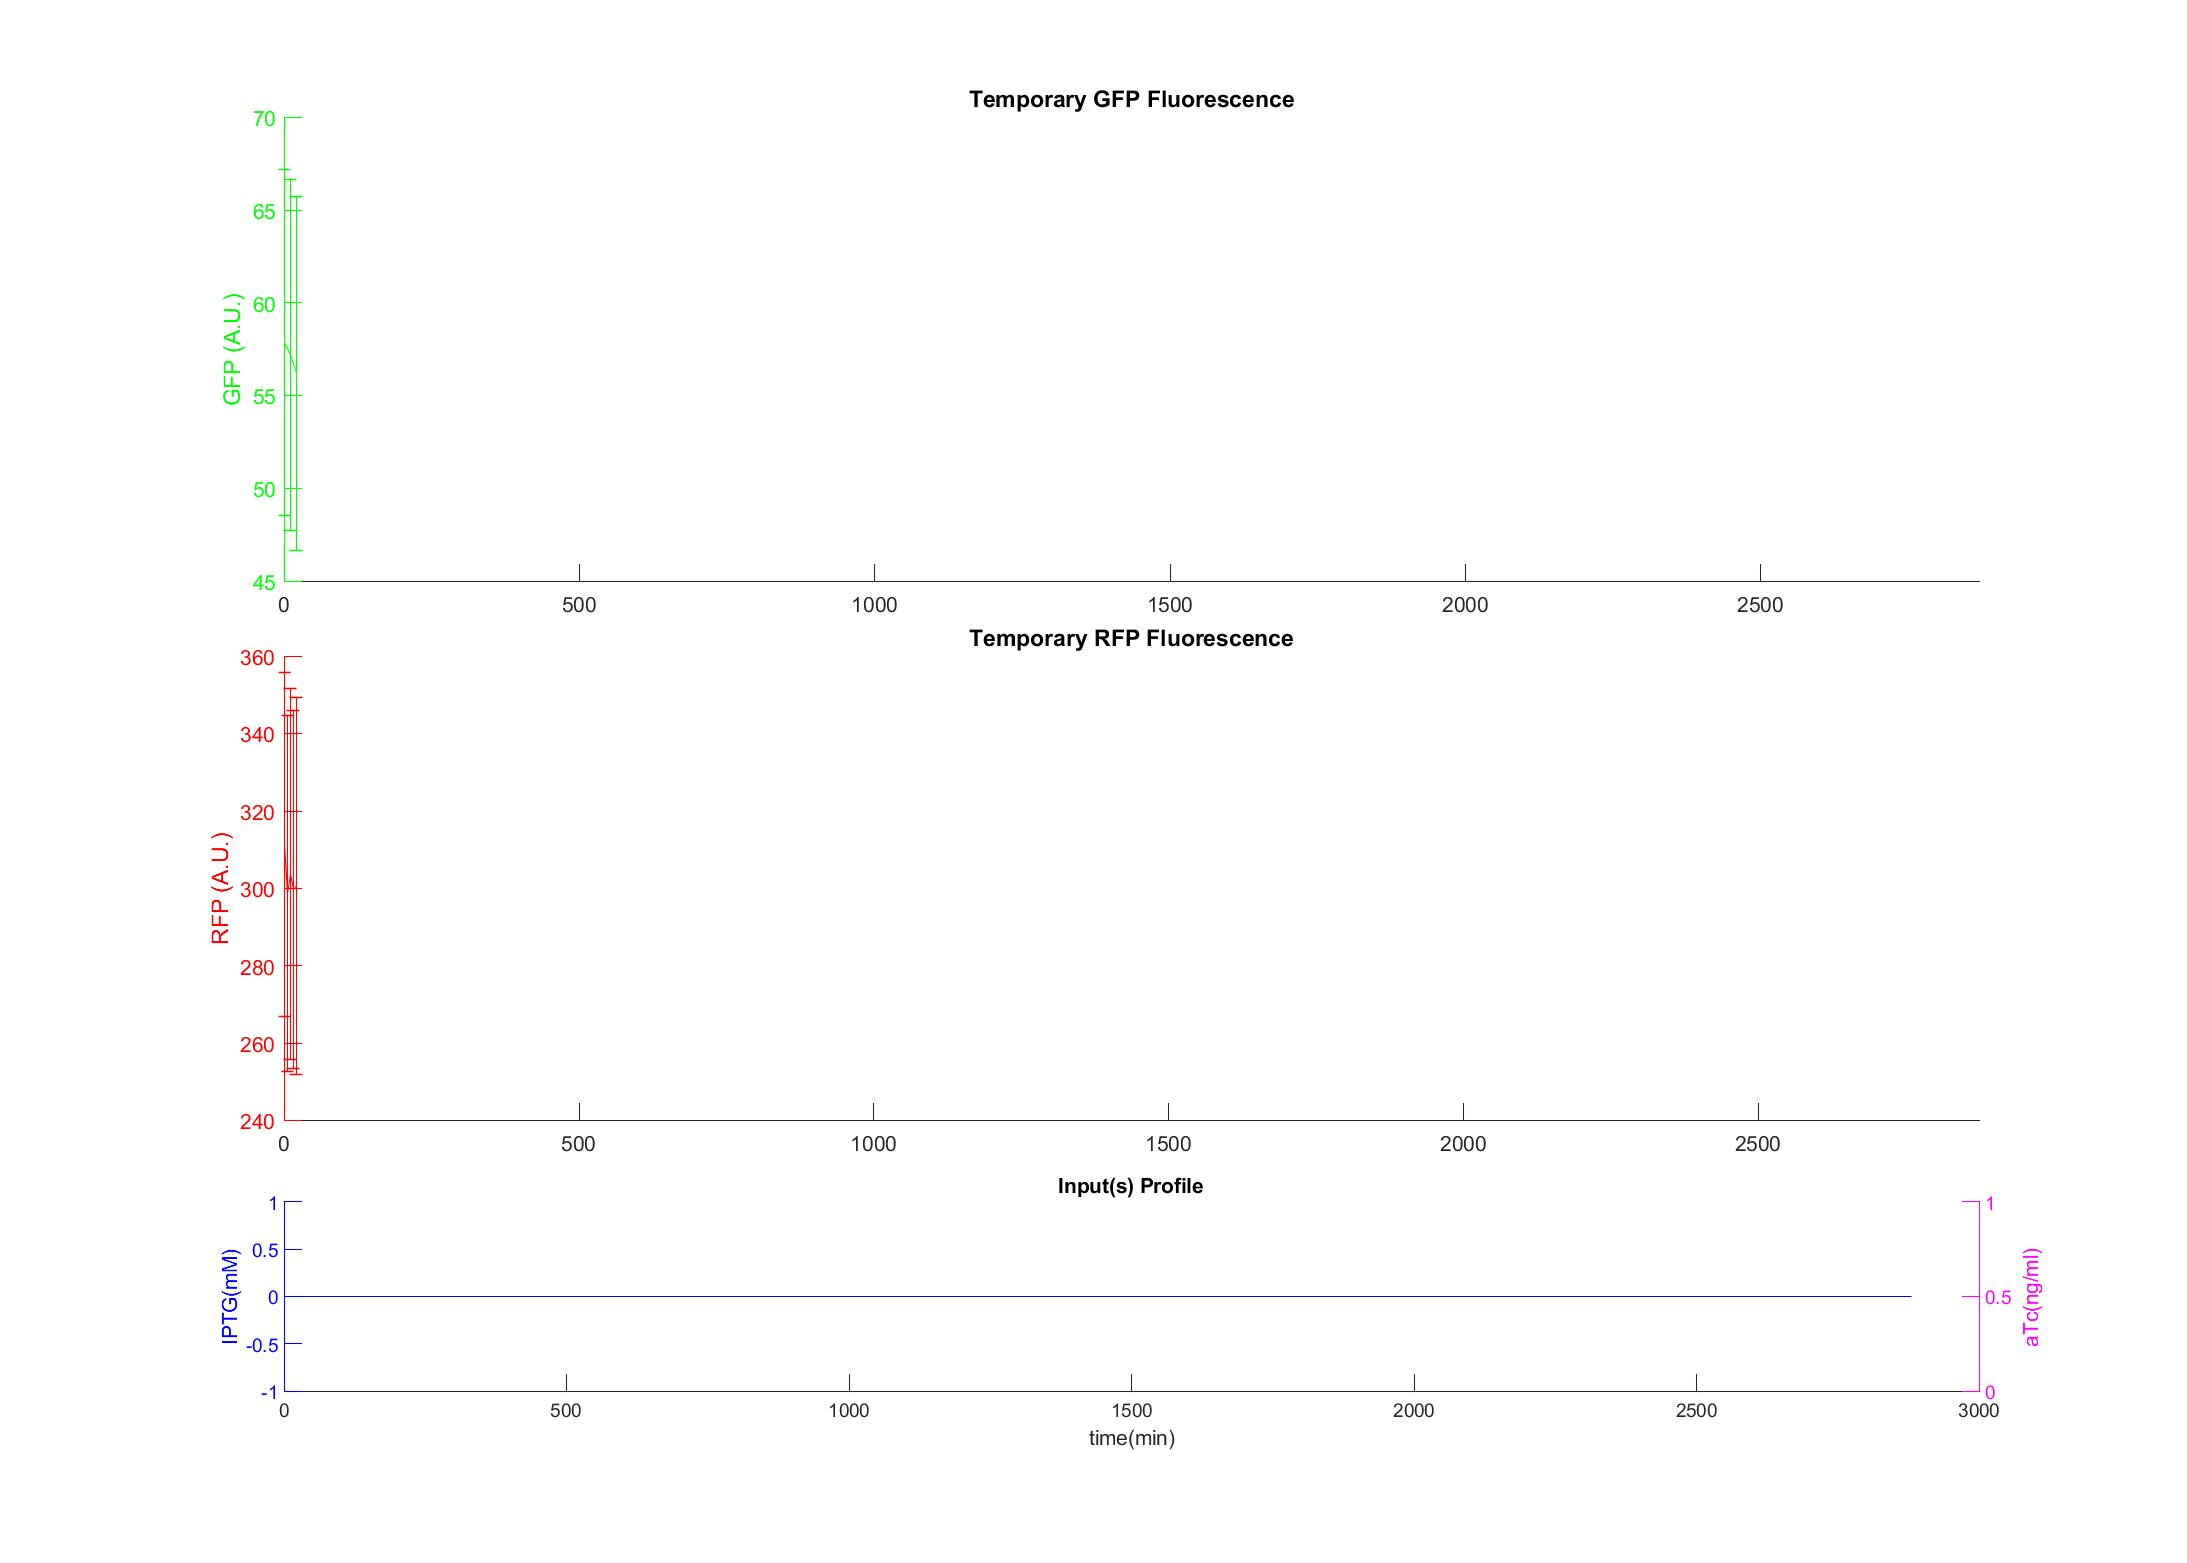 Temporary GFP Fluorescence
70
65
60
55
50
45
GFP (A.U.)
0 500 1000 1500 2000 2500
Temporary RFP Fluorescence
360
340
320
300
280
260
240
RFP (A.U.)
0 500 1000 1500 2000 2500
Input(s) Profile
1
0.5
0
-0.5
-1
IPTG(mM)
1
0.5
0
aTc(ng/ml)
0 500 1000 1500 2000 2500 3000
time(min)